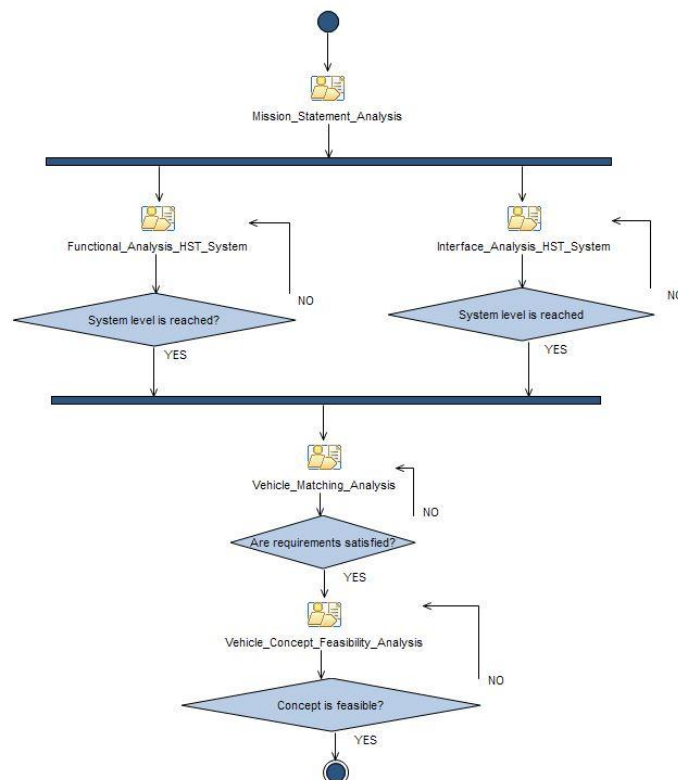 Mission_Statement_Analysis
Functional_Analysis_HST_System
Interface_Analysis_HST_System
NO
NO
System level is reached?
System level is reached
YES
YES
Vehicle_Matching_Analysis
NO
Are requirements satisfied?
YES
Vehicle_Concept_Feasibility_Analysis
NO
Concept is feasible?
YES